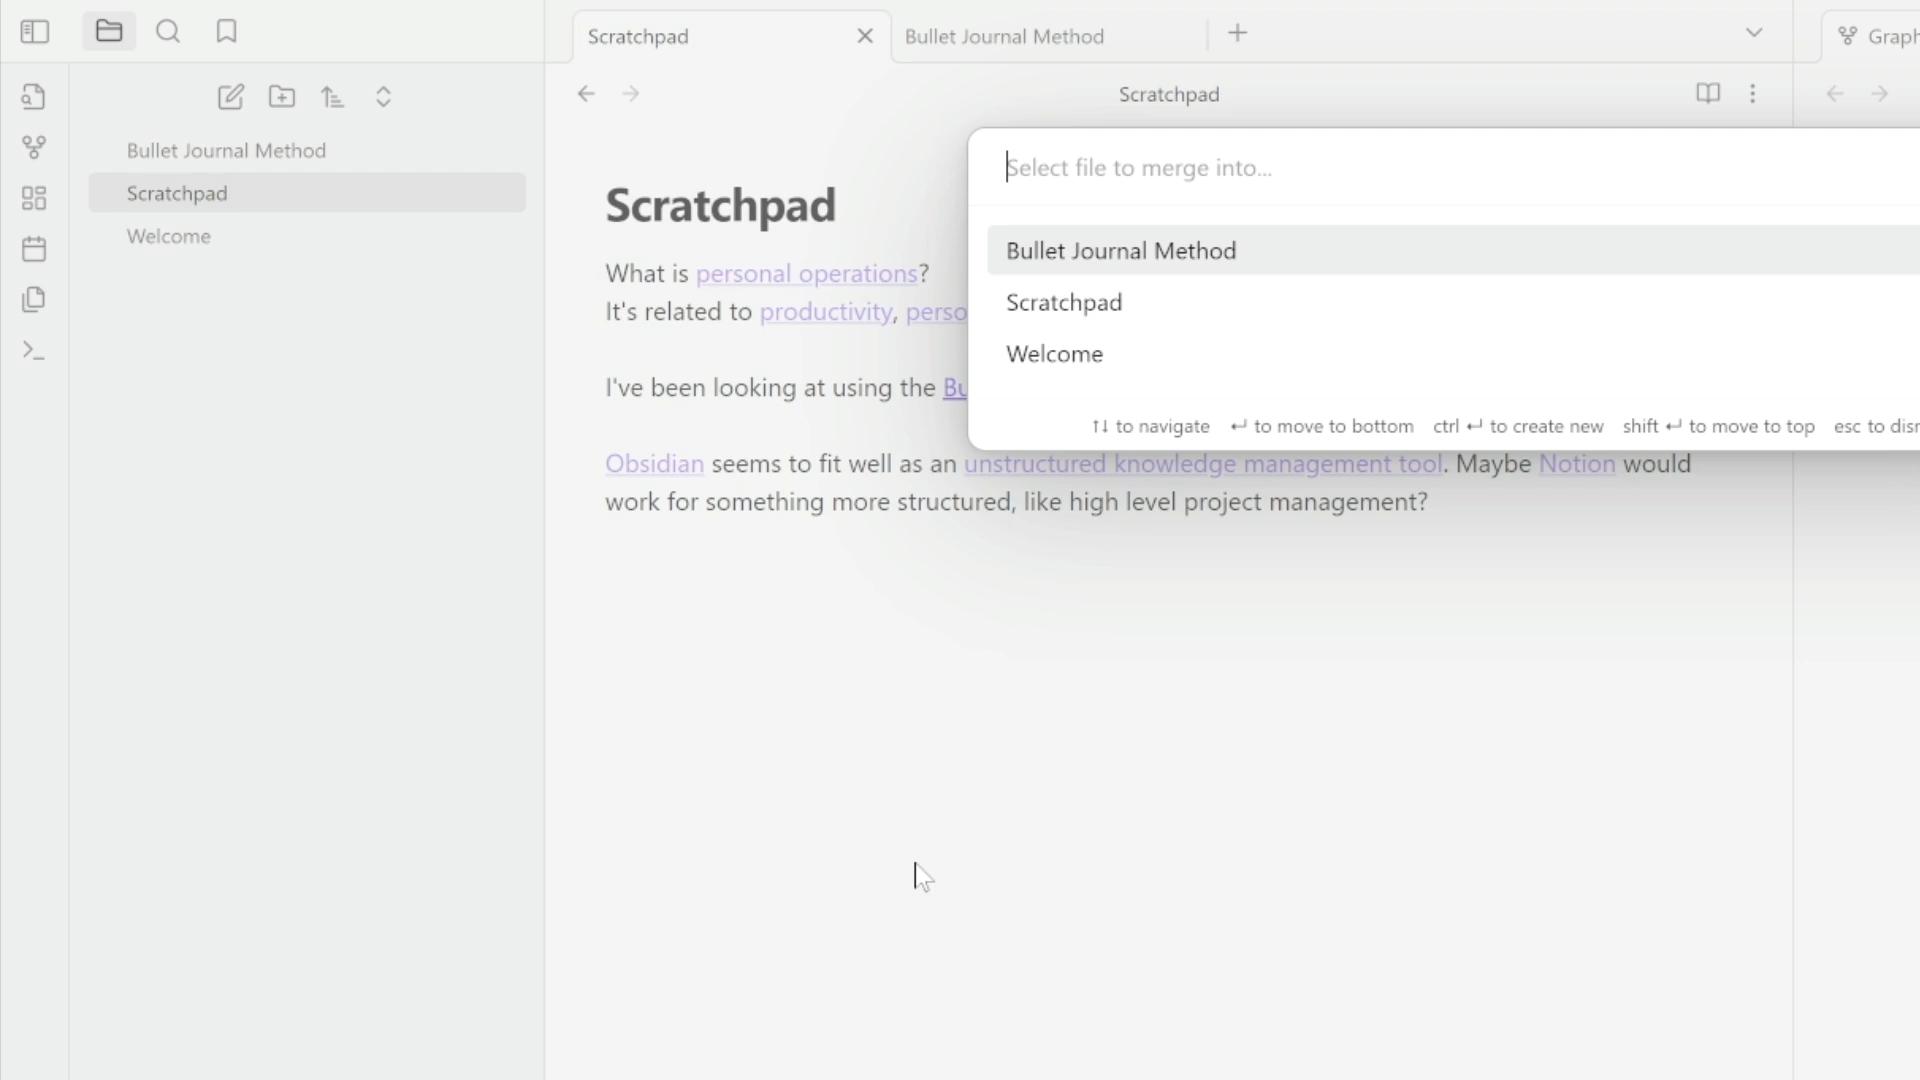 Scratchpad
Bullet Journal Method
Graph
Scratchpad
Bullet Journal Method
Scratchpad
Welcome
Scratchpad
What is personal operations?
It's related to productivity, perso
I've been looking at using the Bu
Obsidian seems to fit well as an unstructured knowledge management tool. Maybe Notion would
work for something more structured, like high level project management?
Select file to merge into...
Bullet Journal Method
Scratchpad
Welcome
↑↓ to navigate ↵ to move to bottom ctrl ↵ to create new shift ↵ to move to top esc to disr